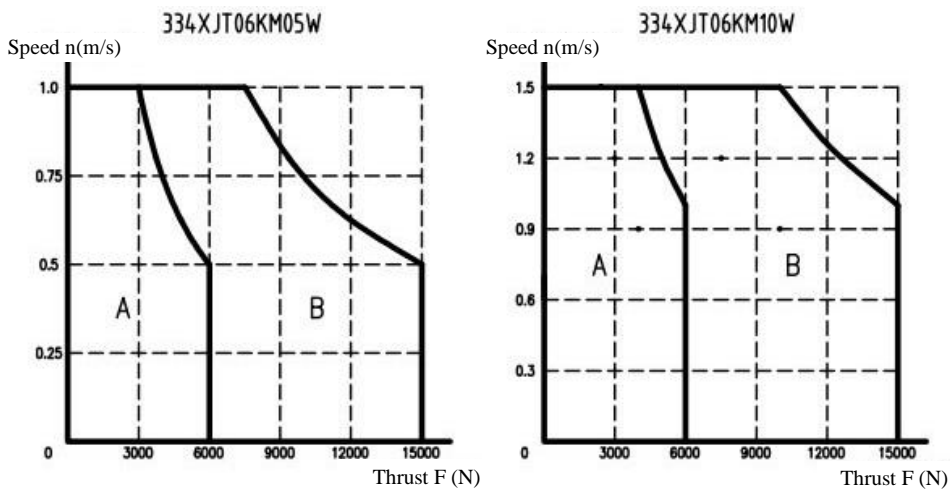 334XJT06KM05W
Speed n(m/s)
1.0
0.75
0.5
0.25
0
A
B
3000 6000 9000 12000 15000
Thrust F (N)
334XJT06KM10W
Speed n(m/s)
1.5
1.2
0.9
0.6
0.3
0
A
B
3000 6000 9000 12000 15000
Thrust F (N)